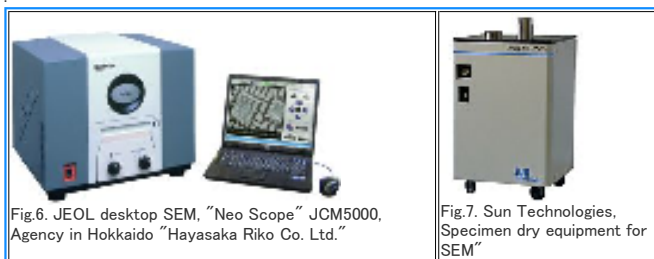 Fig.6. JEOL desktop SEM, "Neo Scope" JCM5000,
Agency in Hokkaido "Hayasaka Riko Co. Ltd."
Fig.7. Sun Technologies,
Specimen dry equipment for
SEM"